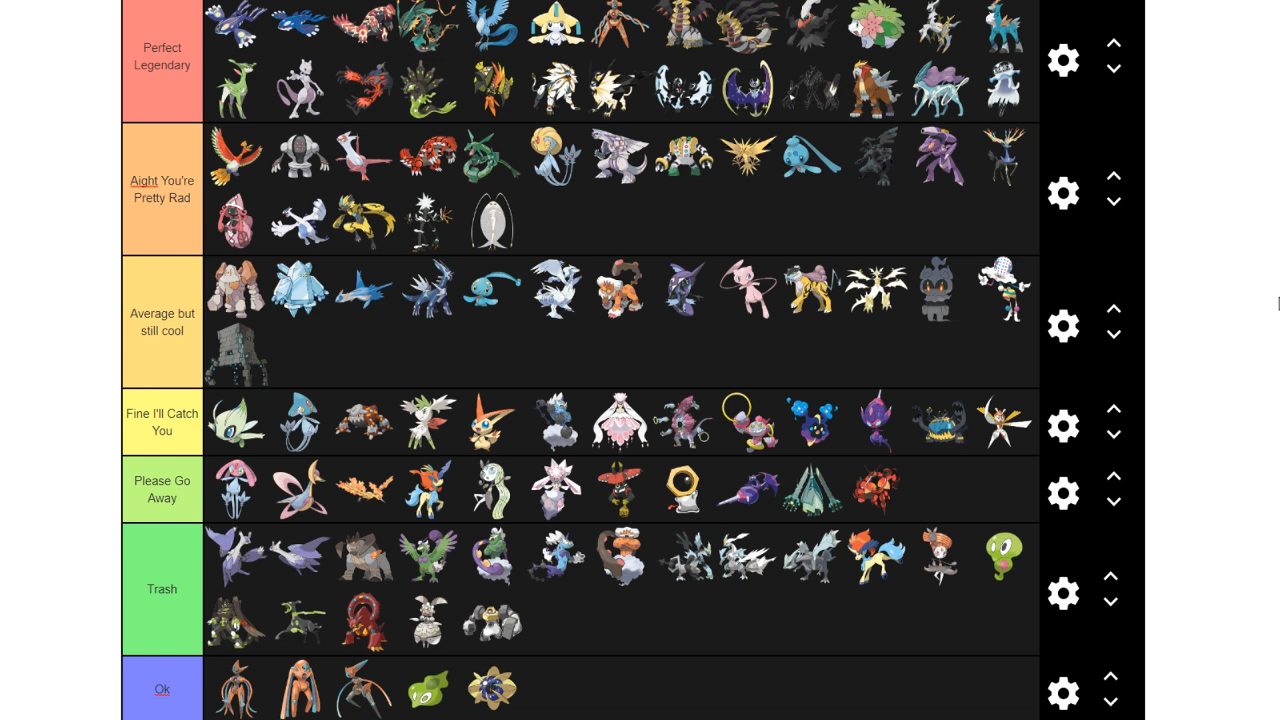 Perfect
Legendary
Aight You're
Pretty Rad
Average but
still cool
Fine I'll Catch
You
Please Go
Away
Trash
Ok